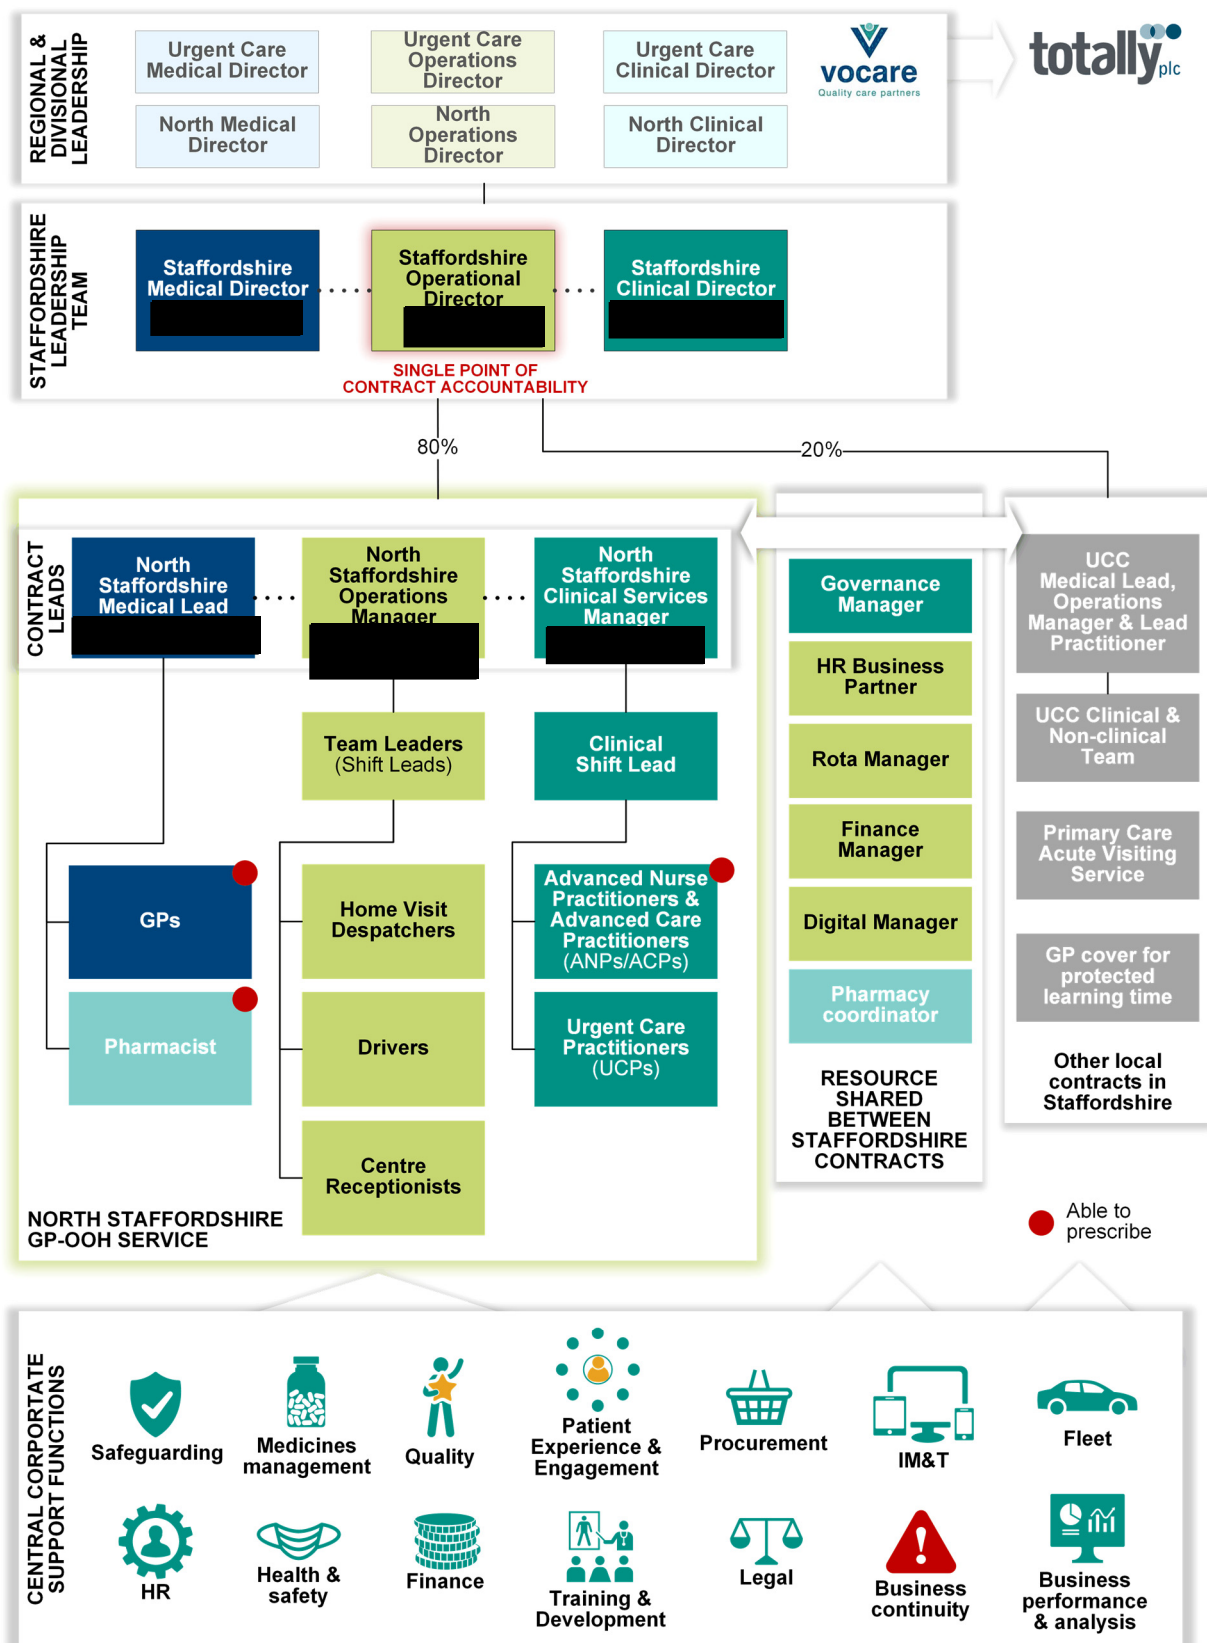 REGIONAL &
DIVISIONAL
LEADERSHIP
Urgent Care
Medical Director
Urgent Care
Operations
Director
Urgent Care
Clinical Director
North Medical
Director
North
Operations
Director
North Clinical
Director
vocare
Quality care partners
totally plc
STAFFORDSHIRE
LEADERSHIP
TEAM
Staffordshire
Medical Director
Staffordshire
Operational
Director
Staffordshire
Clinical Director
SINGLE POINT OF
CONTRACT ACCOUNTABILITY
80%
20%
CONTRACT
LEADS
North
Staffordshire
Medical Lead
North
Staffordshire
Operations
Manager
North
Staffordshire
Clinical Services
Manager
Team Leaders
(Shift Leads)
Clinical
Shift Lead
GPs
Pharmacist
Home Visit
Despatchers
Drivers
Centre
Receptionists
Advanced Nurse
Practitioners &
Advanced Care
Practitioners
(ANPs/ACPs)
Urgent Care
Practitioners
(UCPs)
NORTH STAFFORDSHIRE
GP-OOH SERVICE
Governance
Manager
HR Business
Partner
Rota Manager
Finance
Manager
Digital Manager
Pharmacy
coordinator
RESOURCE
SHARED
BETWEEN
STAFFORDSHIRE
CONTRACTS
UCC
Medical Lead,
Operations
Manager & Lead
Practitioner
UCC Clinical &
Non-clinical
Team
Primary Care
Acute Visiting
Service
GP cover for
protected
learning time
Other local
contracts in
Staffordshire
Able to
prescribe
CENTRAL CORPORTATE
SUPPORT FUNCTIONS
Safeguarding
Medicines
management
Quality
Patient
Experience &
Engagement
Procurement
IM&T
Fleet
HR
Health &
safety
Finance
Training &
Development
Legal
Business
continuity
Business
performance
& analysis